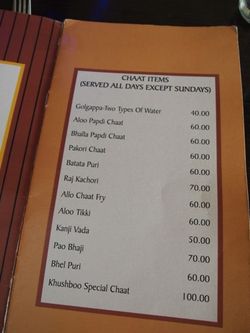 CHAAT ITEMS
(SERVED ALL DAYS EXCEPT SUNDAYS)
Golgappa-Two Types Of Water 40.00
Aloo Papdi Chaat 60.00
Bhalla Papdi Chaat 60.00
Pakori Chaat 60.00
Batata Puri 60.00
Raj Kachori 70.00
Allo Chaat Fry 60.00
Aloo Tikki 60.00
Kanji Vada 50.00
Pao Bhaji 70.00
Bhel Puri 60.00
Khushboo Special Chaat 100.00